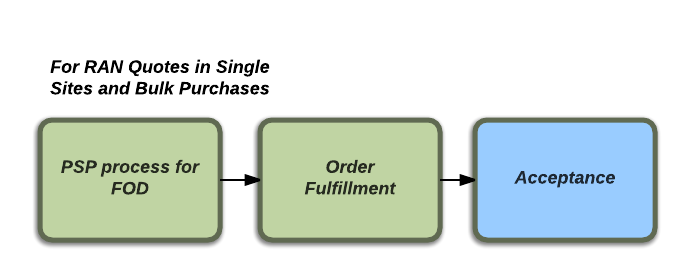 For RAN Quotes in Single
Sites and Bulk Purchases
PSP process for
FOD
Order
Fulfillment
Acceptance